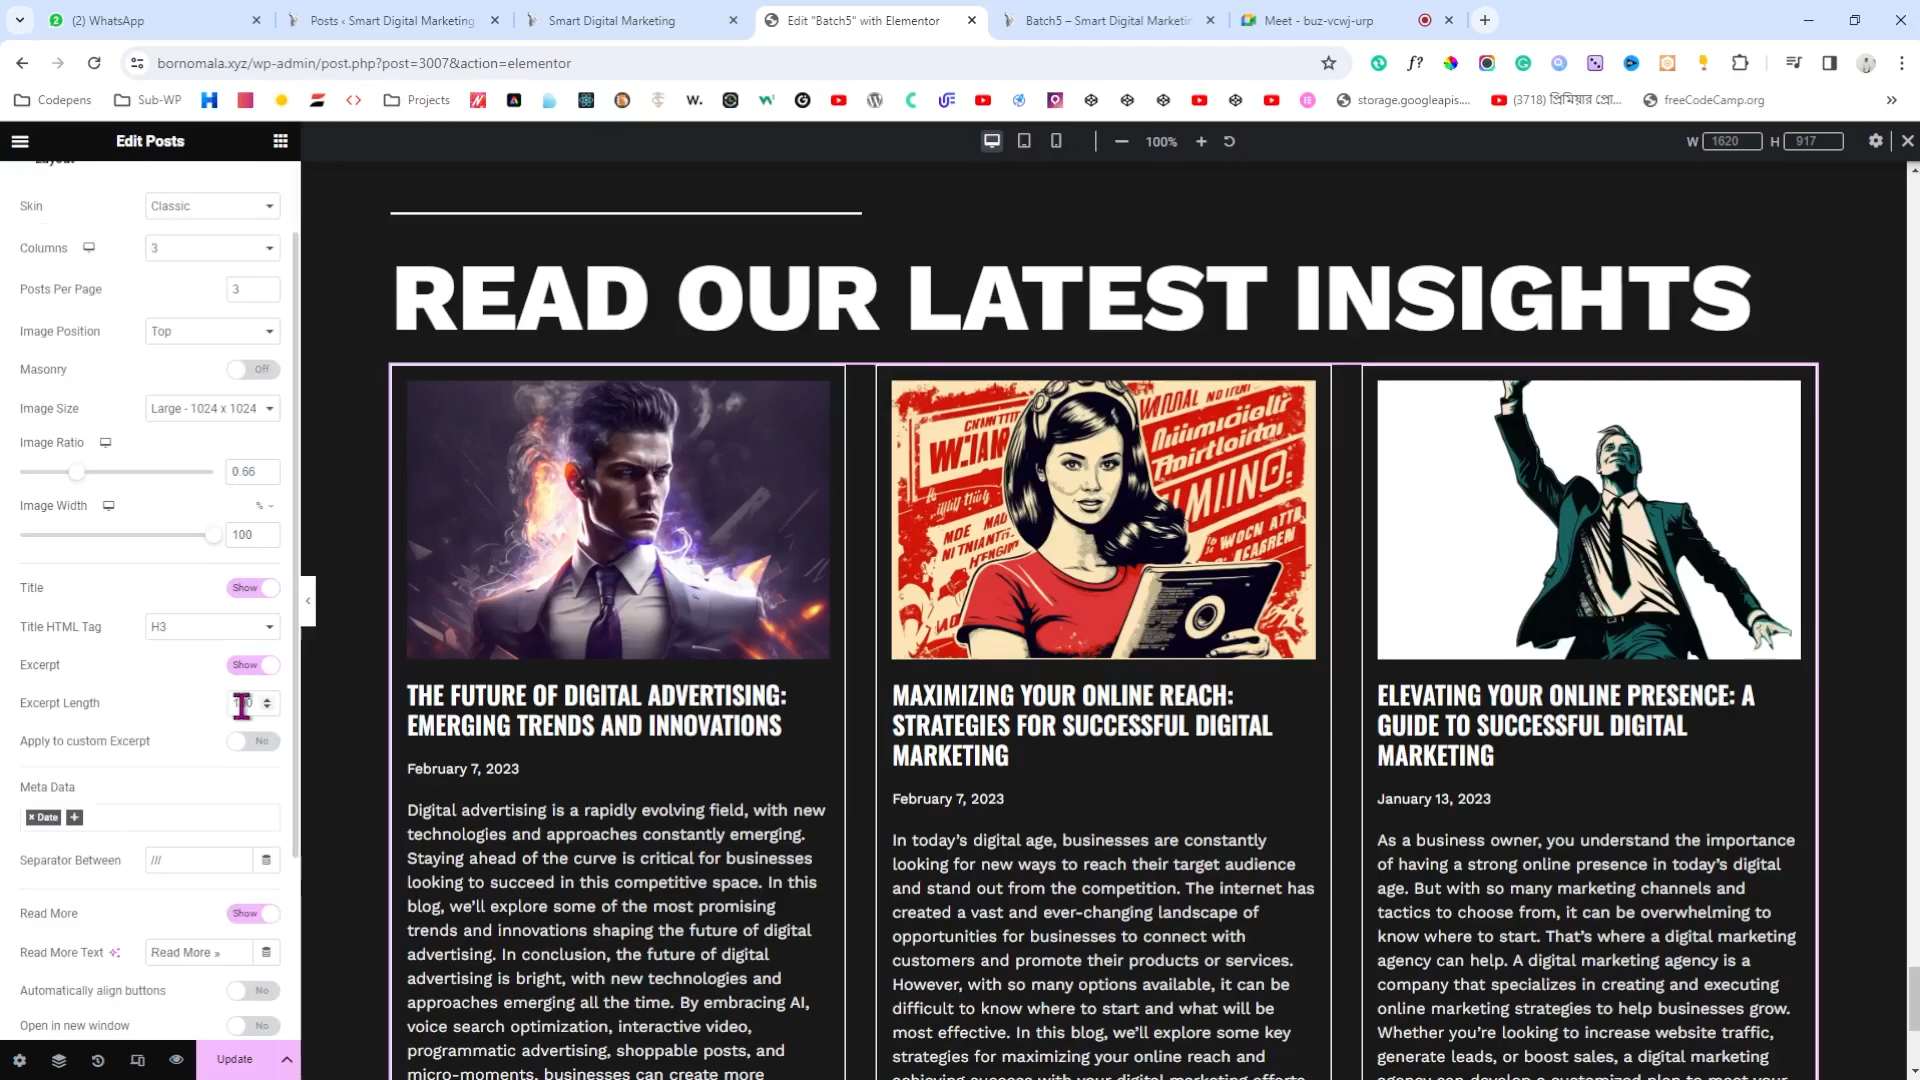 (2) WhatsApp
Posts ‹ Smart Digital Marketing
Smart Digital Marketing
Edit "Batch5" with Elementor
Batch5 – Smart Digital Marketin
Meet - buz-vcwj-urp
bornomala.xyz/wp-admin/post.php?post=3007&action=elementor
Codepens
Sub-WP
Projects
storage.googleapis....
(3718) প্রিমিয়ার প্রো...
freeCodeCamp.org
Edit Posts
100%
W 1620
H 917
Layout
Skin
Classic
Columns
3
Posts Per Page
3
Image Position
Top
Masonry
Off
Image Size
Large - 1024 x 1024
Image Ratio
0.66
Image Width
%
100
Title
Show
Title HTML Tag
H3
Excerpt
Show
Excerpt Length
Apply to custom Excerpt
No
Meta Data
× Date +
Separator Between
///
Read More
Show
Read More Text
Read More »
Automatically align buttons
No
Open in new window
No
Update
READ OUR LATEST INSIGHTS
THE FUTURE OF DIGITAL ADVERTISING:
EMERGING TRENDS AND INNOVATIONS
February 7, 2023
Digital advertising is a rapidly evolving field, with new
technologies and approaches constantly emerging.
Staying ahead of the curve is critical for businesses
looking to succeed in this competitive space. In this
blog, we'll explore some of the most promising
trends and innovations shaping the future of digital
advertising. In conclusion, the future of digital
advertising is bright, with new technologies and
approaches emerging all the time. By embracing AI,
voice search optimization, interactive video,
programmatic advertising, shoppable posts, and
micro-moments, businesses can create more
MAXIMIZING YOUR ONLINE REACH:
STRATEGIES FOR SUCCESSFUL DIGITAL
MARKETING
February 7, 2023
In today's digital age, businesses are constantly
looking for new ways to reach their target audience
and stand out from the competition. The internet has
created a vast and ever-changing landscape of
opportunities for businesses to connect with
customers and promote their products or services.
However, with so many options available, it can be
difficult to know where to start and what will be
most effective. In this blog, we'll explore some key
strategies for maximizing your online reach and
achieving success with your digital marketing efforts
ELEVATING YOUR ONLINE PRESENCE: A
GUIDE TO SUCCESSFUL DIGITAL
MARKETING
January 13, 2023
As a business owner, you understand the importance
of having a strong online presence in today's digital
age. But with so many marketing channels and
tactics to choose from, it can be overwhelming to
know where to start. That's where a digital marketing
agency can help. A digital marketing agency is a
company that specializes in creating and executing
online marketing strategies to help businesses grow.
Whether you're looking to increase website traffic,
generate leads, or boost sales, a digital marketing
agency can develop a customized plan to meet your